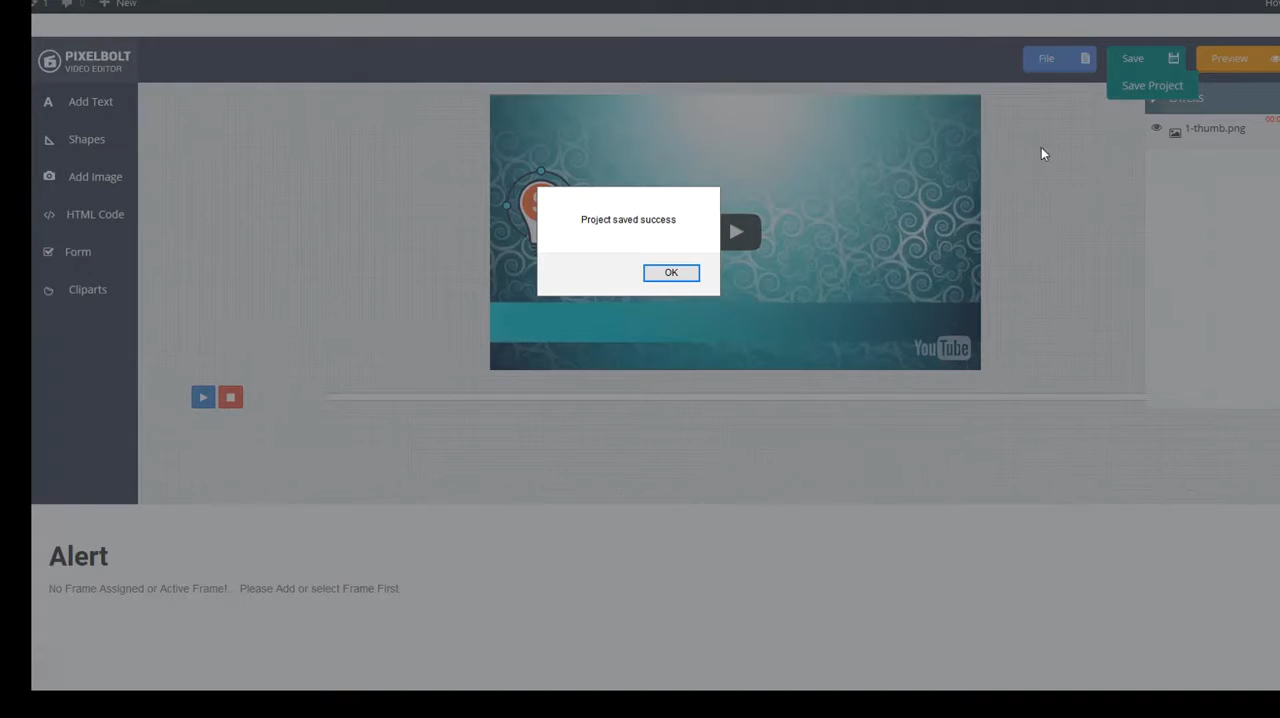 1 0 New
PIXELBOLT
VIDEO EDITOR
File
Save
Preview
Save Project
1-thumb.png
Add Text
Shapes
Add Image
HTML Code
Form
Cliparts
Project saved success
OK
YouTube
Alert
No Frame Assigned or Active Frame!. Please Add or select Frame First